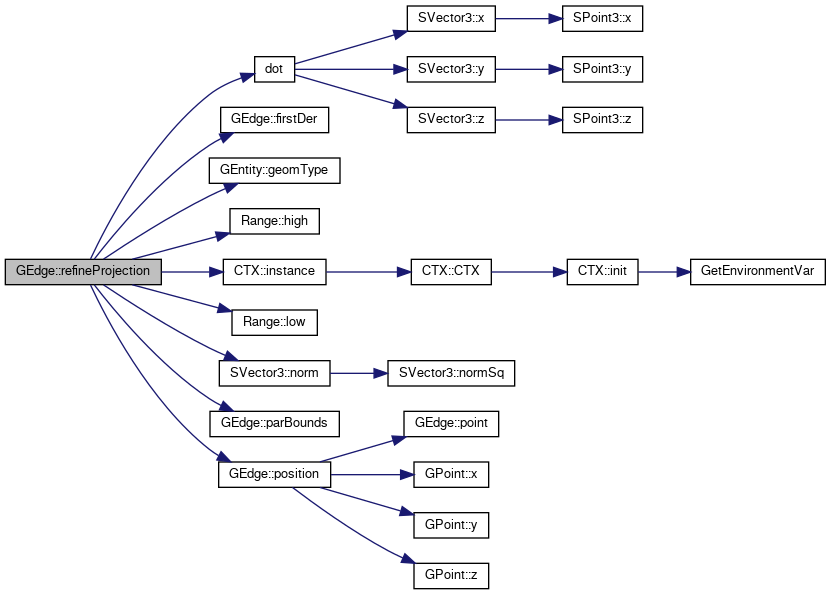 SVector3::x
SPoint3::x
dot
SVector3::y
SPoint3::y
GEdge::firstDer
SVector3::z
SPoint3::z
GEntity::geomType
Range::high
GEdge::refineProjection
CTX::instance
CTX::CTX
CTX::init
GetEnvironmentVar
Range::low
SVector3::norm
SVector3::normSq
GEdge::parBounds
GEdge::point
GEdge::position
GPoint::x
GPoint::y
GPoint::z